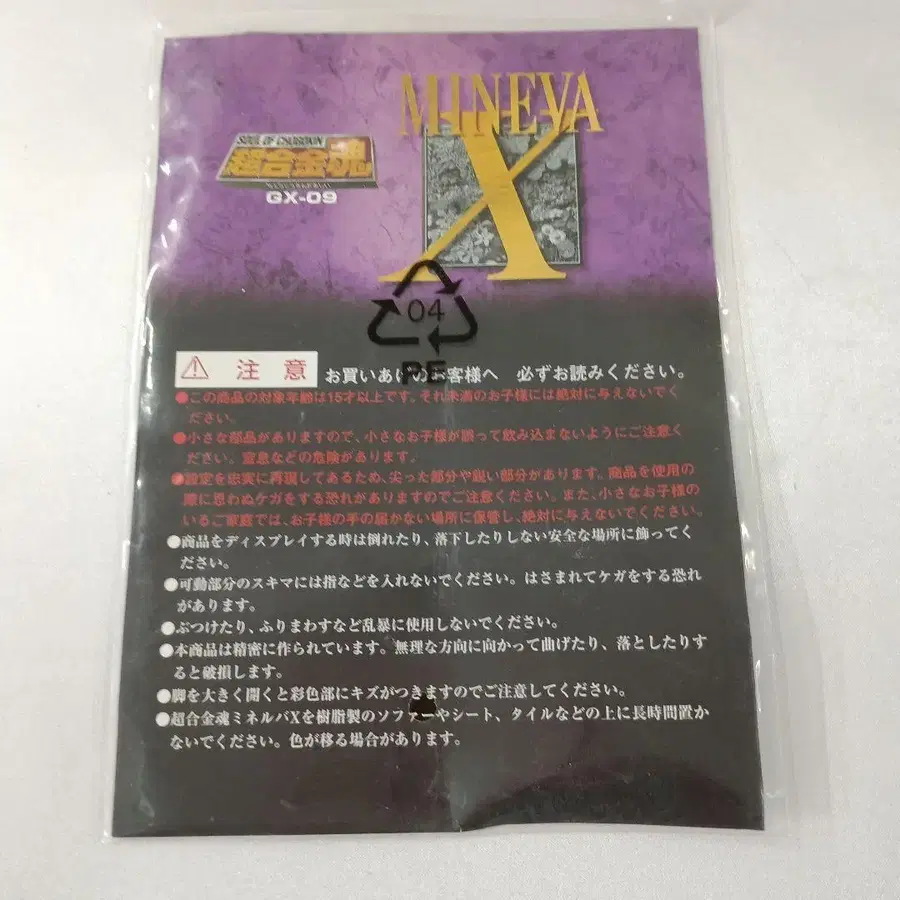 MINEVA
X
SOUL OF CHOGOKIN
超合金魂
GX-09
04
PE
注意 お買いあげのお客様へ 必ずお読みください。
●この商品の対象年齢は15才以上です。それ未満のお子様には絶対に与えないでく
ださい。
●小さな部品がありますので、小さなお子様が誤って飲み込まないようにご注意く
ださい。窒息などの危険があります。
●設定を忠実に再現してあるため、尖った部分や鋭い部分があります。商品を使用の
際に思わぬケガをする恐れがありますのでご注意ください。また、小さなお子様の
いるご家庭では、お子様の手の届かない場所に保管し、絶対に与えないでください。
●商品をディスプレイする時は倒れたり、落下したりしない安全な場所に飾ってく
ださい。
●可動部分のスキマには指などを入れないでください。はさまれてケガをする恐れ
があります。
●ぶつけたり、ふりまわすなど乱暴に使用しないでください。
●本商品は精密に作られています。無理な方向に向かって曲げたり、落としたりす
ると破損します。
●脚を大きく開くと彩色部にキズがつきますのでご注意してください。
●超合金魂ミネルバXを樹脂製のソファーやシート、タイルなどの上に長時間置か
ないでください。色が移る場合があります。